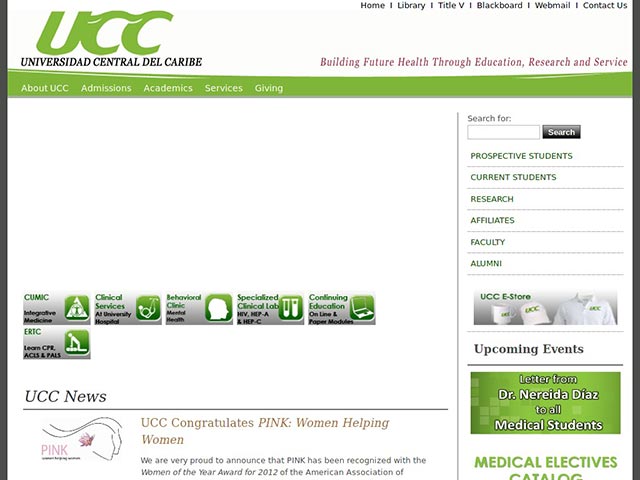 Home I Library I Title V I Blackboard I Webmail I Contact Us
UCC
UNIVERSIDAD CENTRAL DEL CARIBE
Building Future Health Through Education, Research and Service
About UCC Admissions Academics Services Giving
Search for:
Search
PROSPECTIVE STUDENTS
CURRENT STUDENTS
RESEARCH
AFFILIATES
FACULTY
ALUMNI
CUMIC
Integrative
Medicine
Clinical
Services
At University
Hospital
Behavioral
Clinic
Mental
Health
Specialized
Clinical Lab
HIV, HEP-A
& HEP-C
Continuing
Education
On Line &
Paper Modules
ERTC
Learn CPR,
ACLS & PALS
UCC E-Store
Upcoming Events
Letter from
Dr. Nereida Díaz
to all
Medical Students
MEDICAL ELECTIVES
CATALOG
UCC News
PINK
women helping women
UCC Congratulates PINK: Women Helping
Women
We are very proud to announce that PINK has been recognized with the
Women of the Year Award for 2012 of the American Association of